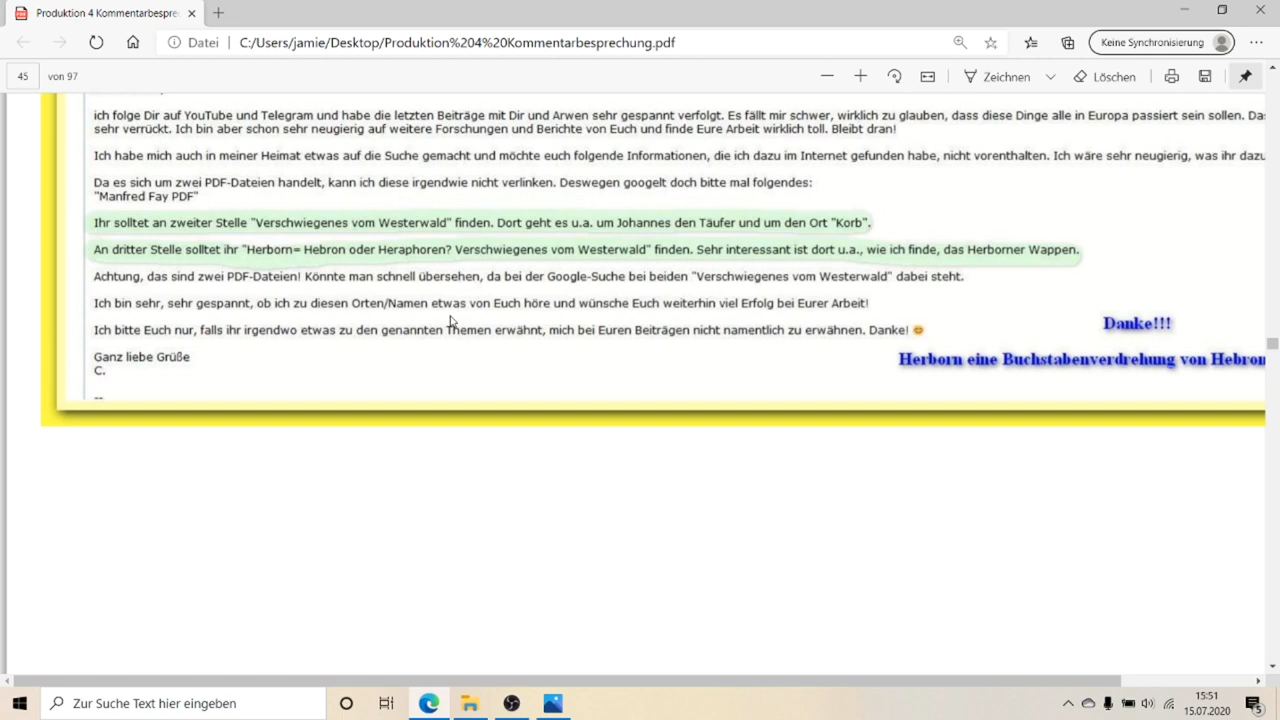 Produktion 4 Kommentarbespre
Datei C:/Users/jamie/Desktop/Produktion%204%20Kommentarbesprechung.pdf
Keine Synchronisierung
45 von 97
Zeichnen
Löschen
ich folge Dir auf YouTube und Telegram und habe die letzten Beiträge mit Dir und Arwen sehr gespannt verfolgt. Es fällt mir schwer, wirklich zu glauben, dass diese Dinge alle in Europa passiert sein sollen. Da
sehr verrückt. Ich bin aber schon sehr neugierig auf weitere Forschungen und Berichte von Euch und finde Eure Arbeit wirklich toll. Bleibt dran!
Ich habe mich auch in meiner Heimat etwas auf die Suche gemacht und möchte euch folgende Informationen, die ich dazu im Internet gefunden habe, nicht vorenthalten. Ich wäre sehr neugierig, was ihr dazu
Da es sich um zwei PDF-Dateien handelt, kann ich diese irgendwie nicht verlinken. Deswegen googelt doch bitte mal folgendes:
"Manfred Fay PDF"
Ihr solltet an zweiter Stelle "Verschwiegenes vom Westerwald" finden. Dort geht es u.a. um Johannes den Täufer und um den Ort "Korb".
An dritter Stelle solltet ihr "Herborn= Hebron oder Heraphoren? Verschwiegenes vom Westerwald" finden. Sehr interessant ist dort u.a., wie ich finde, das Herborner Wappen.
Achtung, das sind zwei PDF-Dateien! Könnte man schnell übersehen, da bei der Google-Suche bei beiden "Verschwiegenes vom Westerwald" dabei steht.
Ich bin sehr, sehr gespannt, ob ich zu diesen Orten/Namen etwas von Euch höre und wünsche Euch weiterhin viel Erfolg bei Eurer Arbeit!
Ich bitte Euch nur, falls ihr irgendwo etwas zu den genannten Themen erwähnt, mich bei Euren Beiträgen nicht namentlich zu erwähnen. Danke! 😊
Danke!!!
Ganz liebe Grüße
Herborn eine Buchstabenverdrehung von Hebron
C.
--
Zur Suche Text hier eingeben
15:51
15.07.2020
5